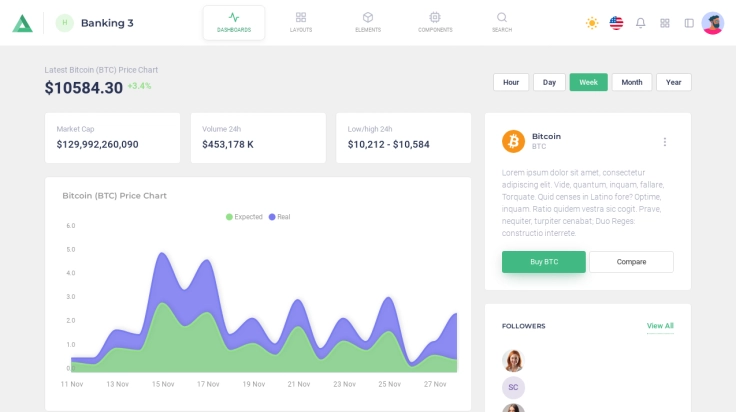 H Banking 3
DASHBOARDS
LAYOUTS
ELEMENTS
COMPONENTS
SEARCH
Latest Bitcoin (BTC) Price Chart
$10584.30 +3.4%
Hour
Day
Week
Month
Year
Market Cap
$129,992,260,090
Volume 24h
$453,178 K
Low/high 24h
$10,212 - $10,584
Bitcoin (BTC) Price Chart
Expected Real
6.0
5.0
4.0
3.0
2.0
1.0
0.0
11 Nov 13 Nov 15 Nov 17 Nov 19 Nov 21 Nov 23 Nov 25 Nov 27 Nov
Bitcoin
BTC
Lorem ipsum dolor sit amet, consectetur
adipiscing elit. Vide, quantum, inquam, fallare,
Torquate. Quid censes in Latino fore? Optime,
inquam. Ratio quidem vestra sic cogit. Prave,
nequiter, turpiter cenabat; Duo Reges:
constructio interrete.
Buy BTC
Compare
FOLLOWERS
View All
SC